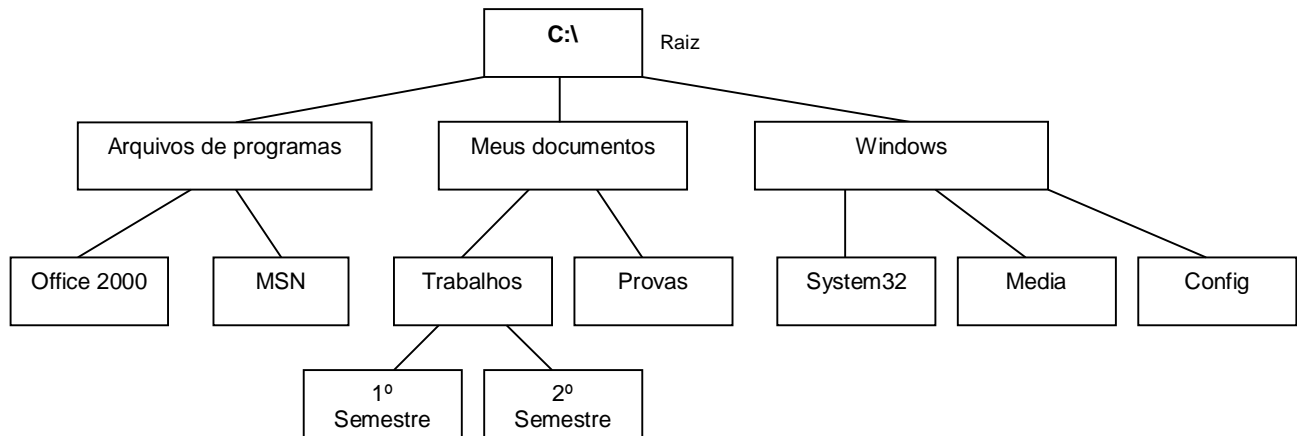 C:\
Raiz
Arquivos de programas
Meus documentos
Windows
Office 2000
MSN
Trabalhos
Provas
System32
Media
Config
1º
Semestre
2º
Semestre